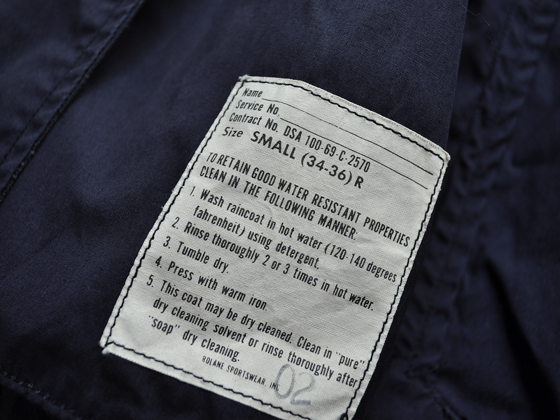 Name
Service No
Contract No. DSA 100-69-C-2570
Size SMALL (34-36) R
TO RETAIN GOOD WATER RESISTANT PROPERTIES
CLEAN IN THE FOLLOWING MANNER.
1. Wash raincoat in hot water (120-140 degrees
fahrenheit) using detergent.
2. Rinse thoroughly 2 or 3 times in hot water.
3. Tumble dry.
4. Press with warm iron
5. This coat may be dry cleaned. Clean in "pure"
dry cleaning solvent or rinse thoroughly after
"soap" dry cleaning.
ROLANE SPORTSWEAR, INC.
02